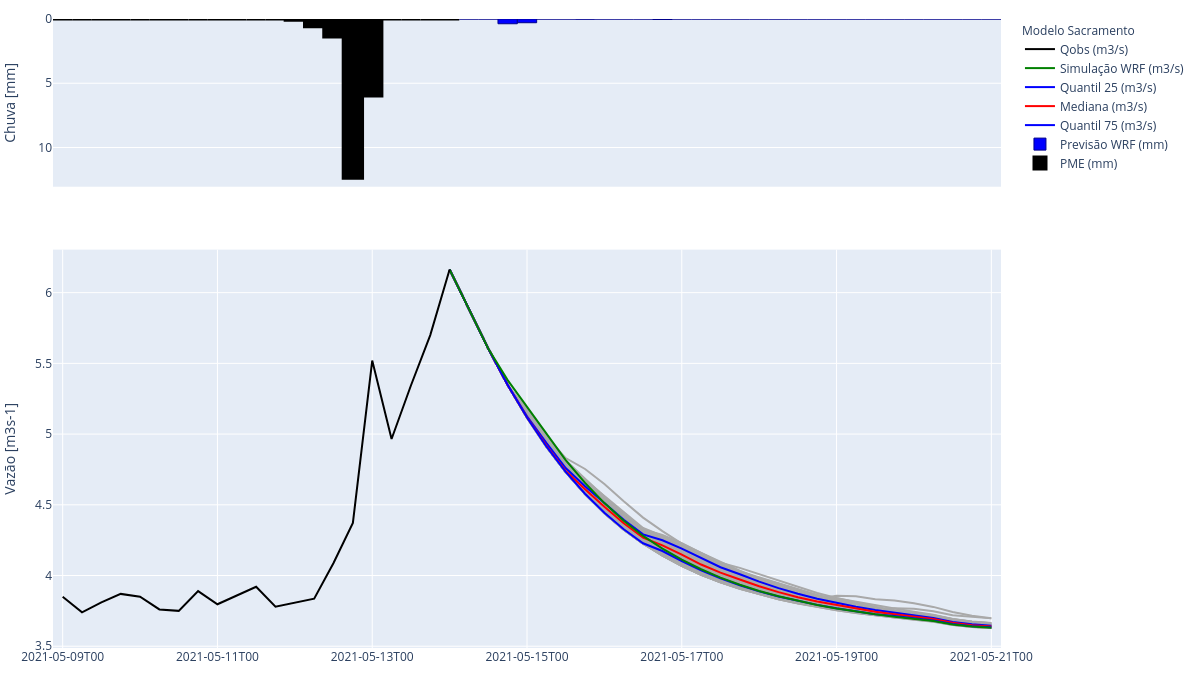 0
5
10
Chuva [mm]
Modelo Sacramento
Qobs (m3/s)
Simulação WRF (m3/s)
Quantil 25 (m3/s)
Mediana (m3/s)
Quantil 75 (m3/s)
Previsão WRF (mm)
PME (mm)
6
5.5
5
4.5
4
3.5
Vazão [m3s-1]
2021-05-09T00 2021-05-11T00 2021-05-13T00 2021-05-15T00 2021-05-17T00 2021-05-19T00 2021-05-21T00